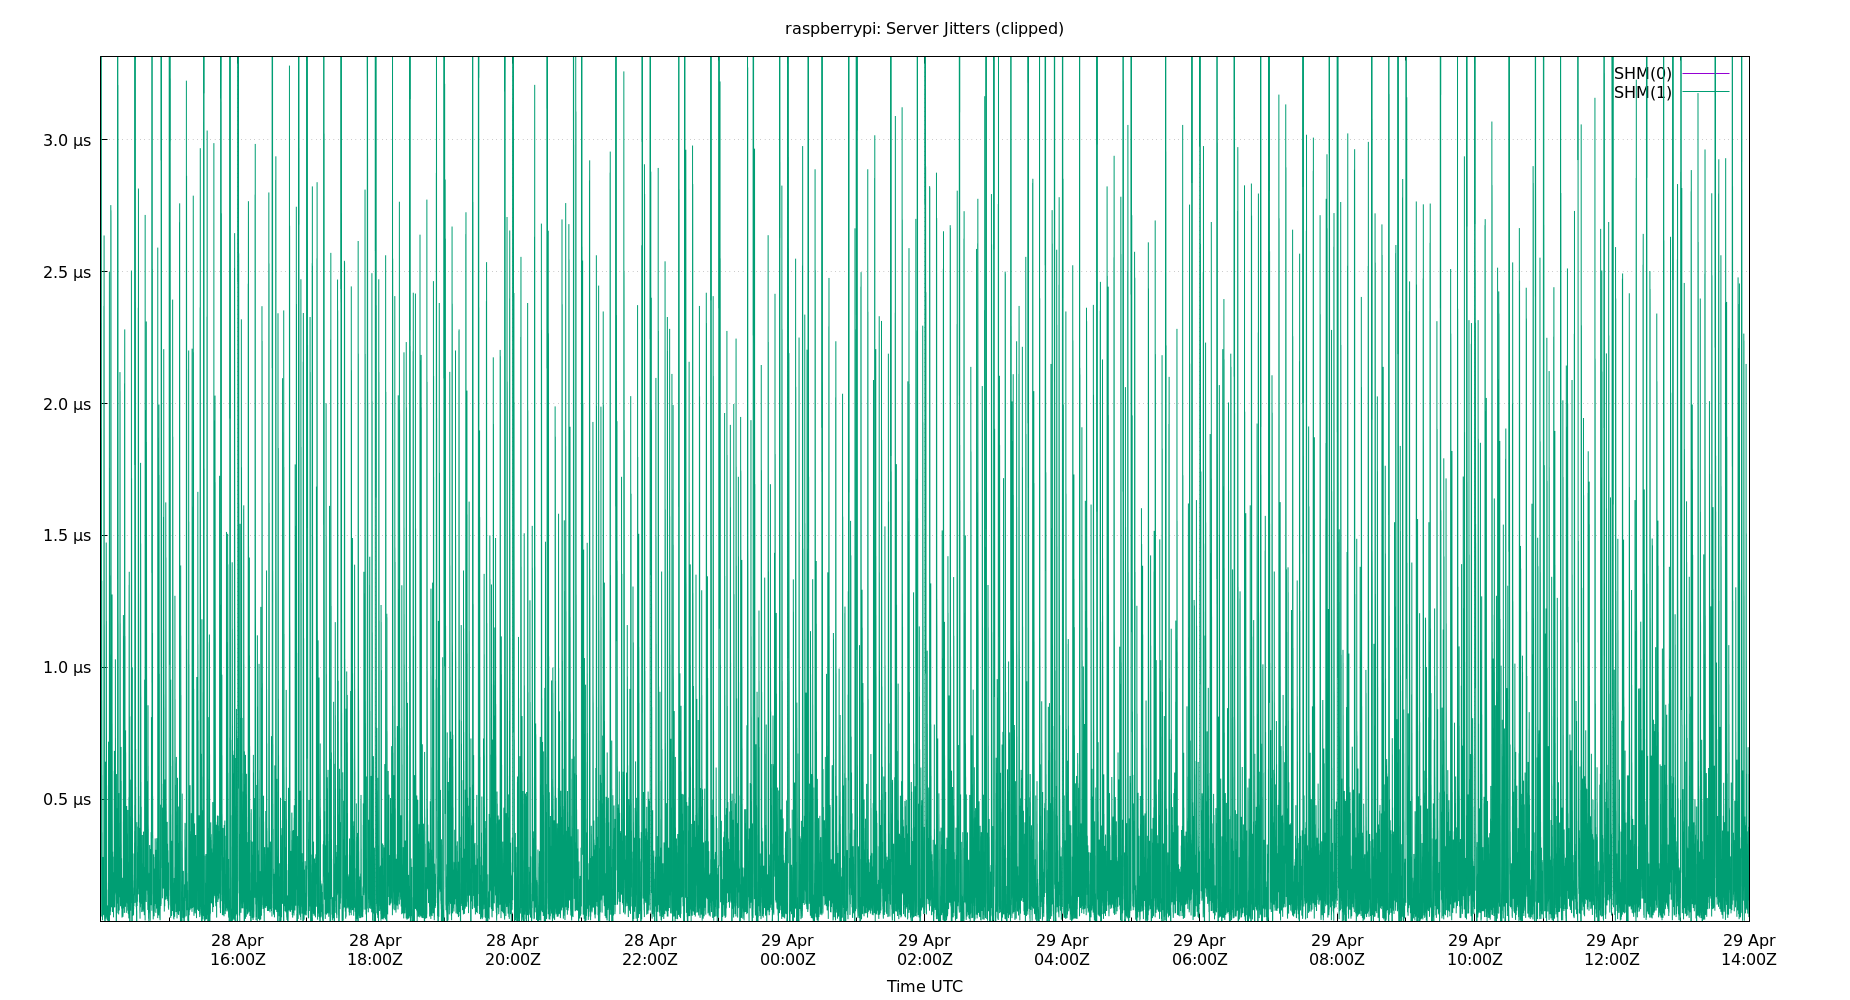 raspberrypi: Server Jitters (clipped)
SHM(0)
SHM(1)
3.0 µs
2.5 µs
2.0 µs
1.5 µs
1.0 µs
0.5 µs
28 Apr 28 Apr 28 Apr 28 Apr 29 Apr 29 Apr 29 Apr 29 Apr 29 Apr 29 Apr 29 Apr 29 Apr
16:00Z 18:00Z 20:00Z 22:00Z 00:00Z 02:00Z 04:00Z 06:00Z 08:00Z 10:00Z 12:00Z 14:00Z
Time UTC